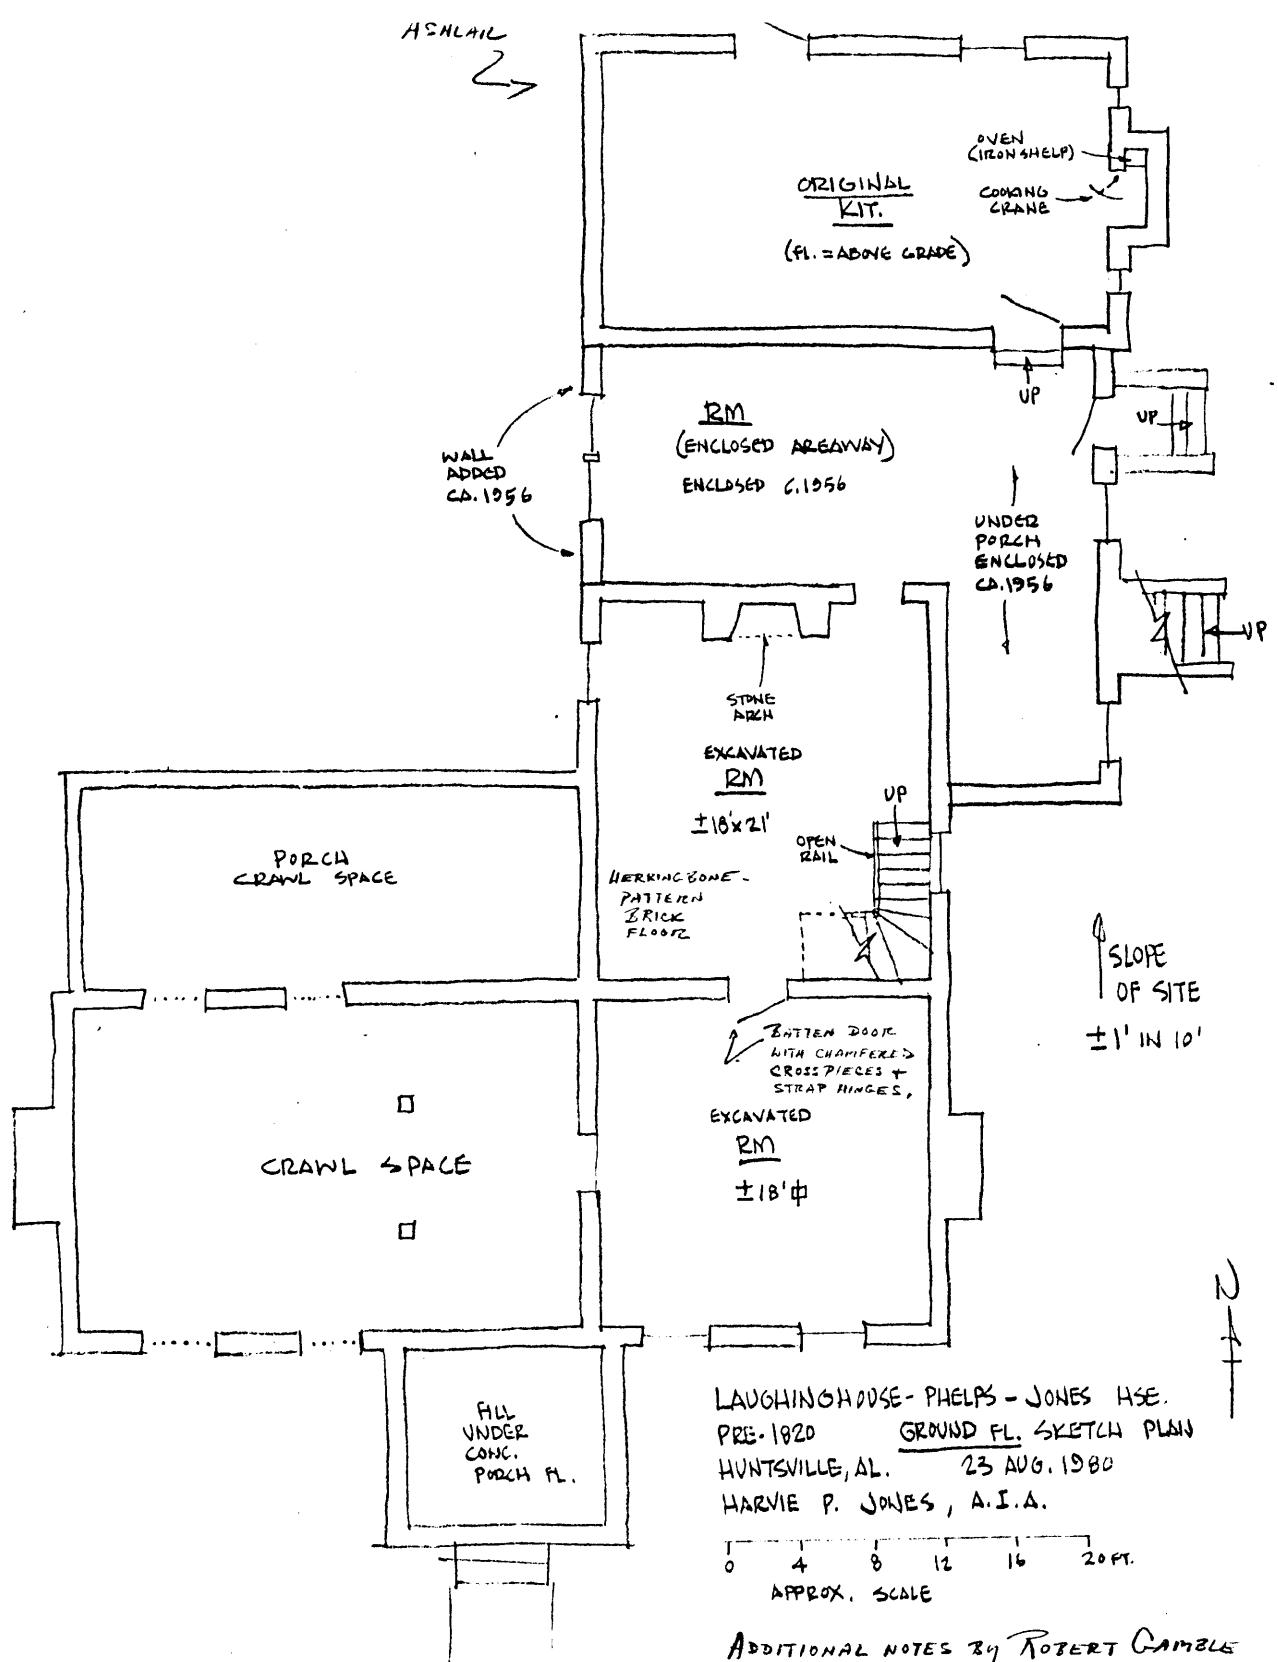 ASHLAIL
OVEN
(IRON SHELF)
ORIGINAL
KIT.
COOKING
CRANE
(FL. = ABOVE GRADE)
UP
RM
(ENCLOSED AREAWAY)
ENCLOSED C.1956
UP
WALL
ADDED
CA. 1956
UNDER
PORCH
ENCLOSED
CA. 1956
UP
STONE
ARCH
EXCAVATED
RM
±18'x21'
UP
OPEN
RAIL
PORCH
CRAWL SPACE
HERRINGBONE-
PATTERN
BRICK
FLOOR
SLOPE
OF SITE
±1' IN 10'
BATTEN DOOR
WITH CHAMFERED
CROSSPIECES +
STRAP HINGES.
EXCAVATED
RM
±18'
CRAWL SPACE
N
FILL
UNDER
CONC.
PORCH FL.
LAUGHINGHOUSE - PHELPS - JONES HSE.
PRE-1820 GROUND FL. SKETCH PLAN
HUNTSVILLE, AL. 23 AUG. 1980
HARVIE P. JONES, A.I.A.
0 4 8 12 16 20 FT.
APPROX. SCALE
ADDITIONAL NOTES BY ROBERT GAMBLE